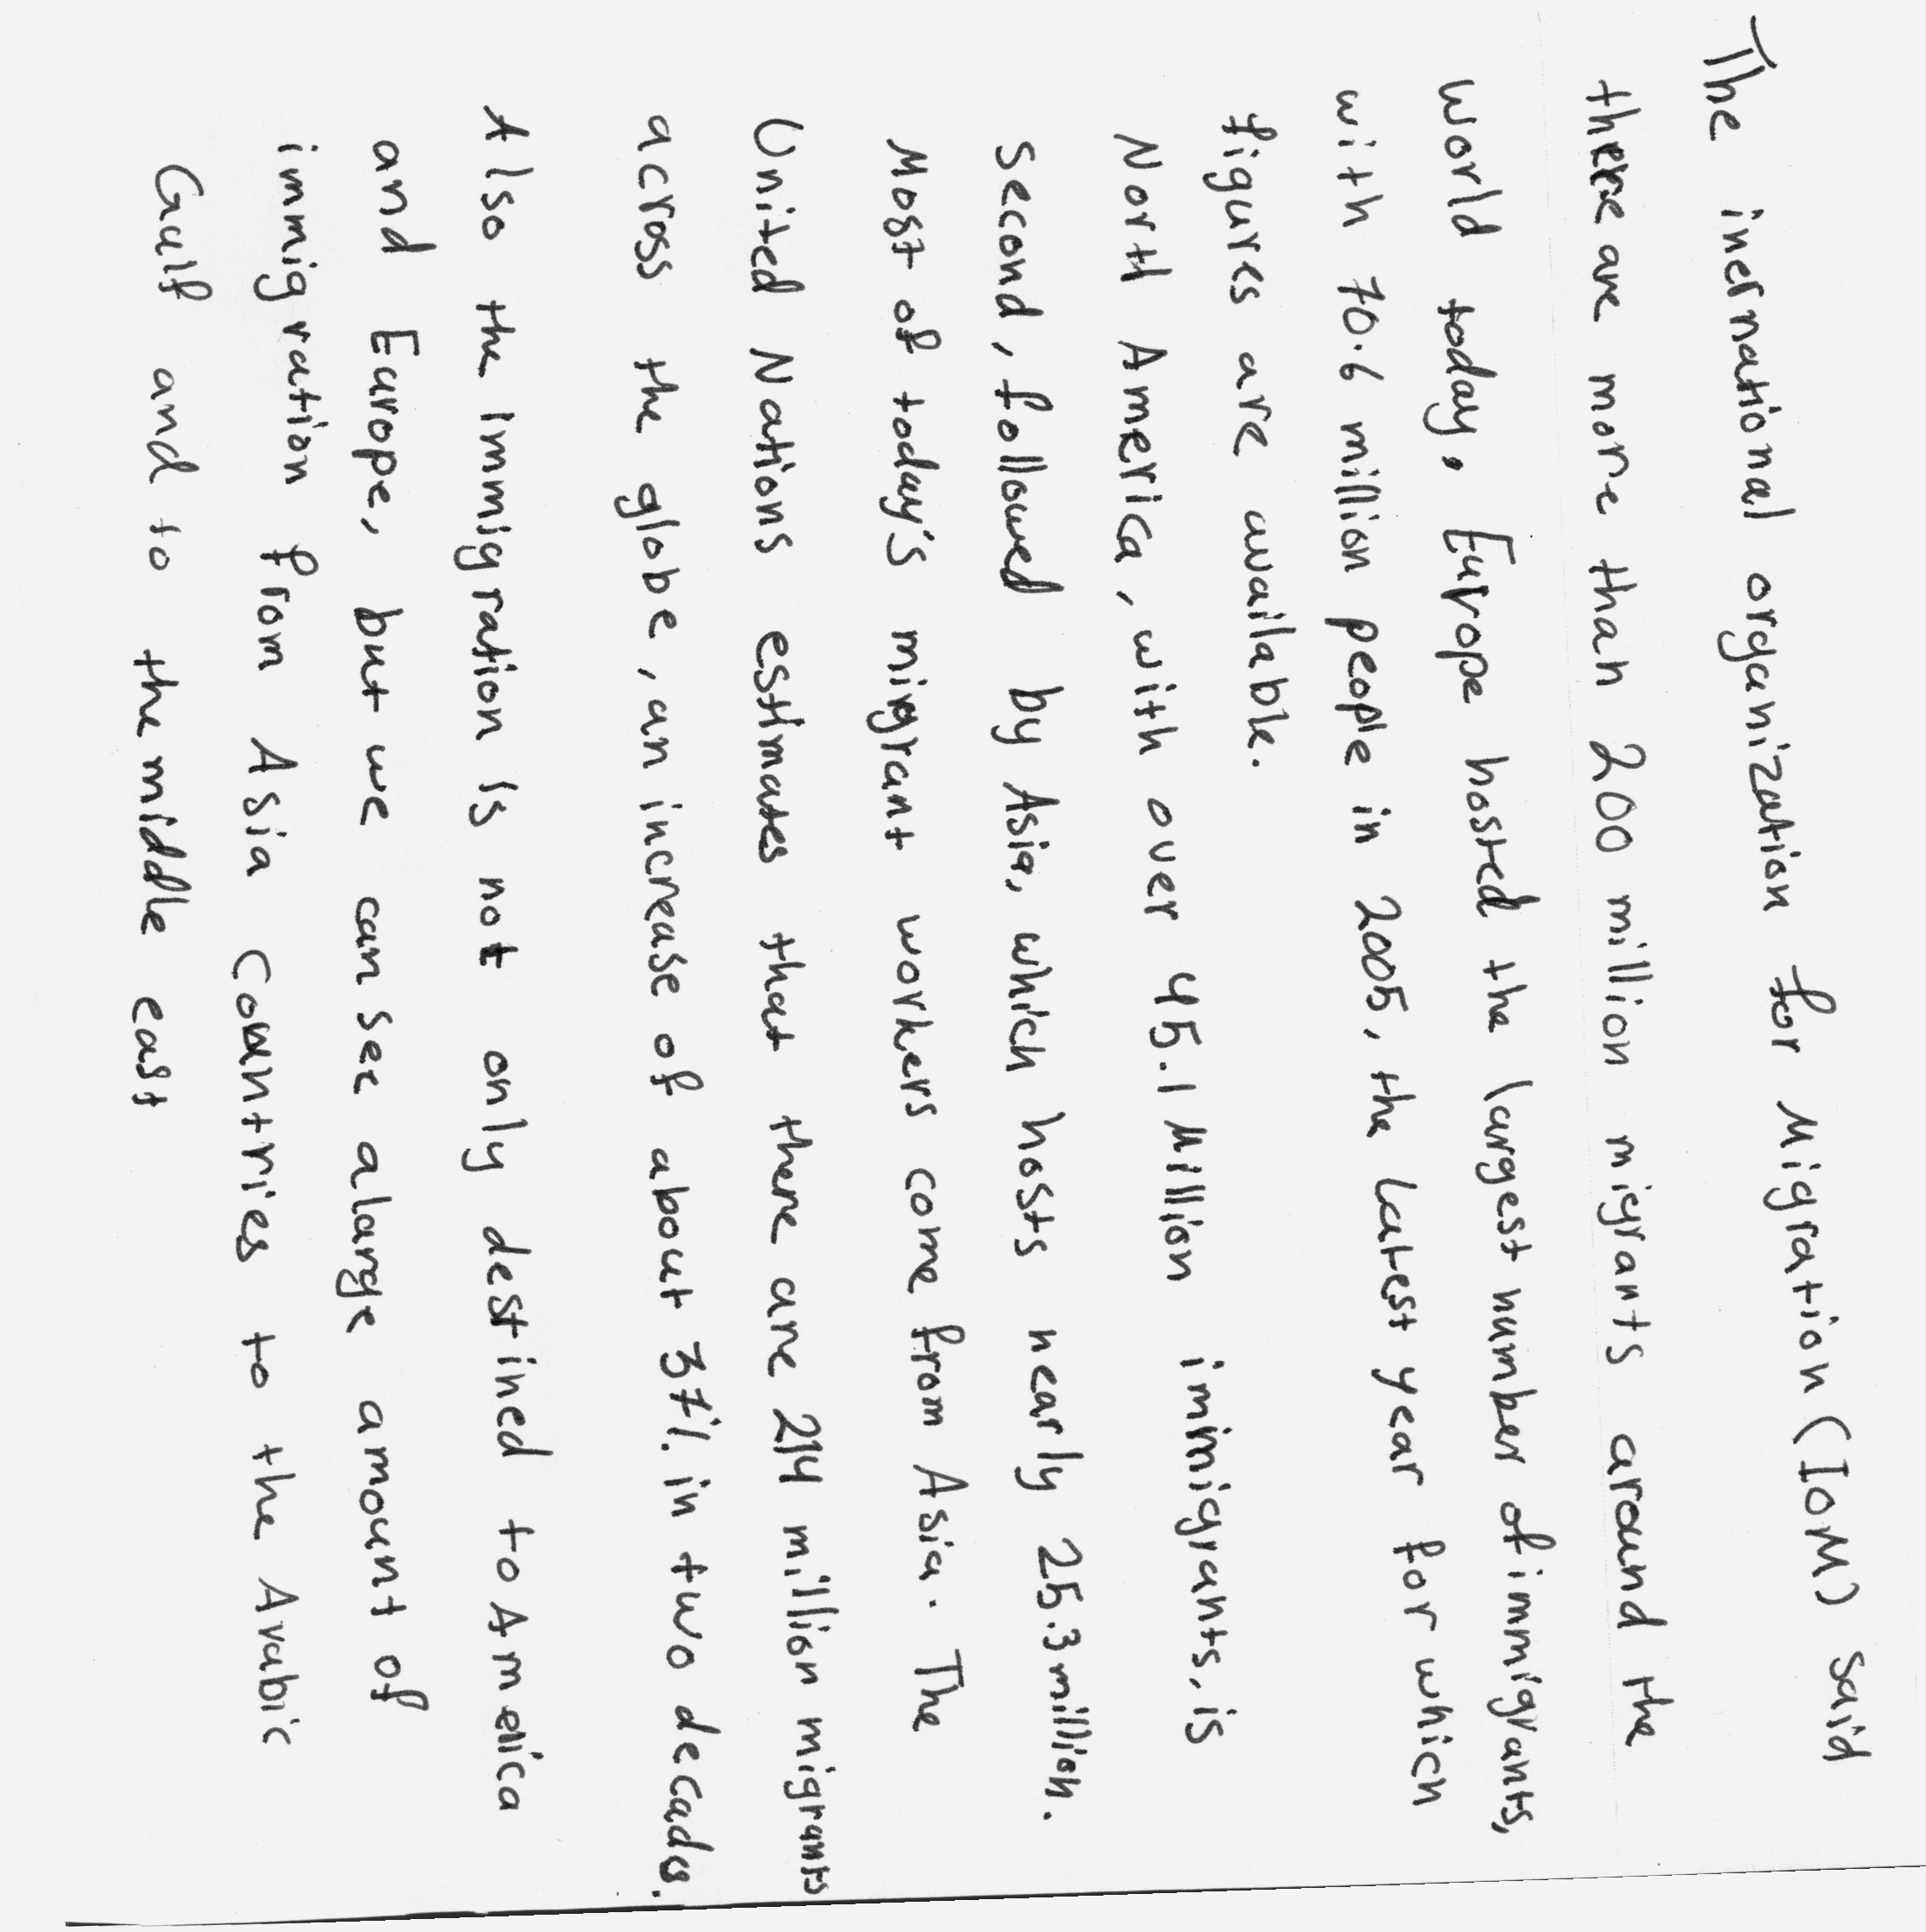 The inernational organization for Migration (IOM) said
there are more than 200 million migrants around the
world today. Europe hosted the largest number of immigrants,
with 70.6 million people in 2005, the Latest year for which
figures are available.
North America, with over 45.1 Million immigrants, is
second, followed by Asia, which hosts nearly 25.3 million.
Most of today's migrant workers come from Asia. The
United Nations estimates that there are 214 million migrants
across the globe, an increase of about 37% in two decads.
Also the immigration is not only destined to America
and Europe, but we can see alarge amount of
immigration from Asia Countries to the Arabic
Gulf and to the middle east